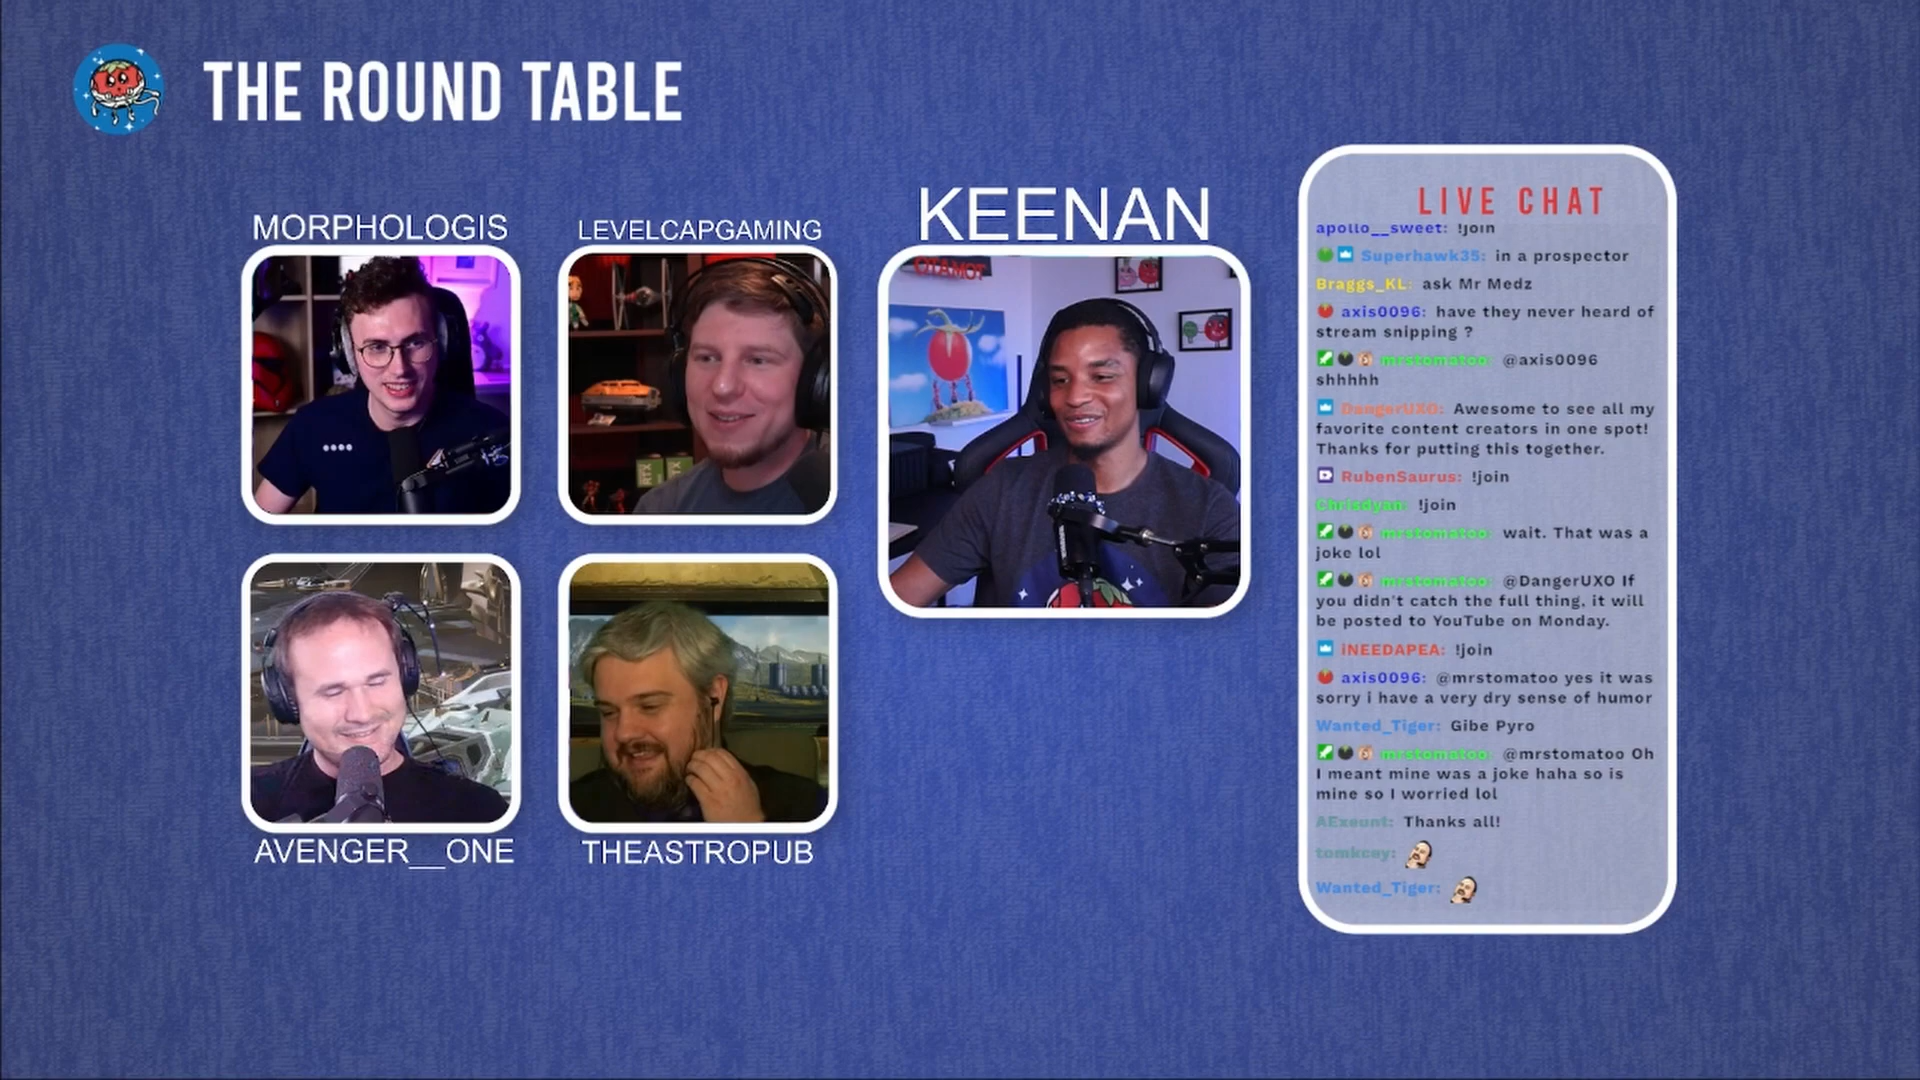 THE ROUND TABLE
MORPHOLOGIS
LEVELCAPGAMING
KEENAN
OTAMOT
RTX
RTX
AVENGER__ONE
THEASTROPUB
LIVE CHAT
apollo__sweet: !join
Superhawk35: in a prospector
Braggs_KL: ask Mr Medz
axis0096: have they never heard of
stream snipping ?
mrstomatoo: @axis0096
shhhhh
DangerUXO: Awesome to see all my
favorite content creators in one spot!
Thanks for putting this together.
RubenSaurus: !join
Chrisdyan: !join
mrstomatoo: wait. That was a
joke lol
mrstomatoo: @DangerUXO If
you didn't catch the full thing, it will
be posted to YouTube on Monday.
iNEEDAPEA: !join
axis0096: @mrstomatoo yes it was
sorry i have a very dry sense of humor
Wanted_Tiger: Gibe Pyro
mrstomatoo: @mrstomatoo Oh
I meant mine was a joke haha so is
mine so I worried lol
AExeunt: Thanks all!
tomkcey:
Wanted_Tiger: